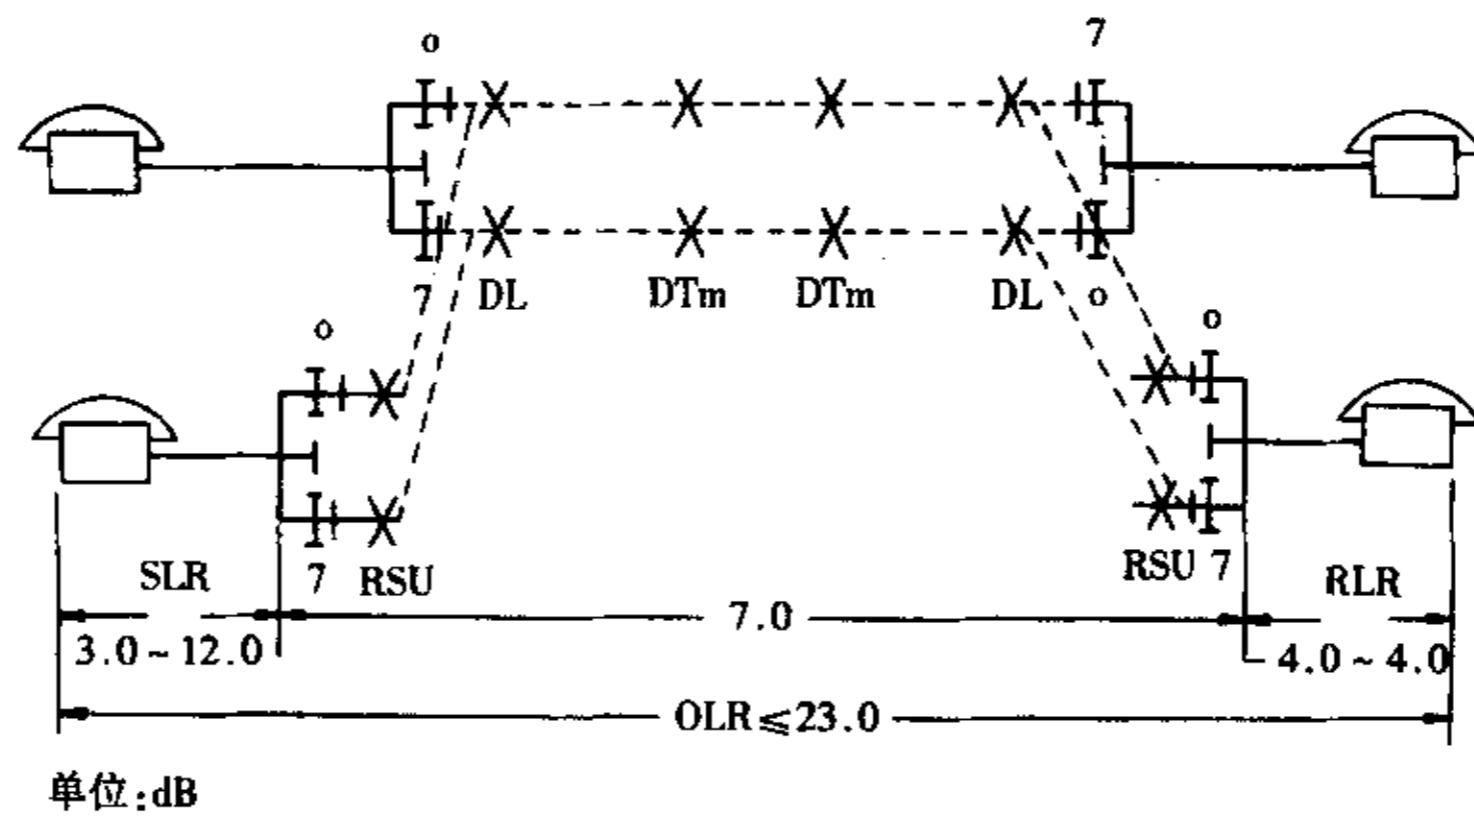 o 7
7 DL DTm DTm DL o
o o
7 RSU RSU 7
SLR RLR
7.0
3.0~12.0 -4.0~4.0
OLR≤23.0
单位:dB